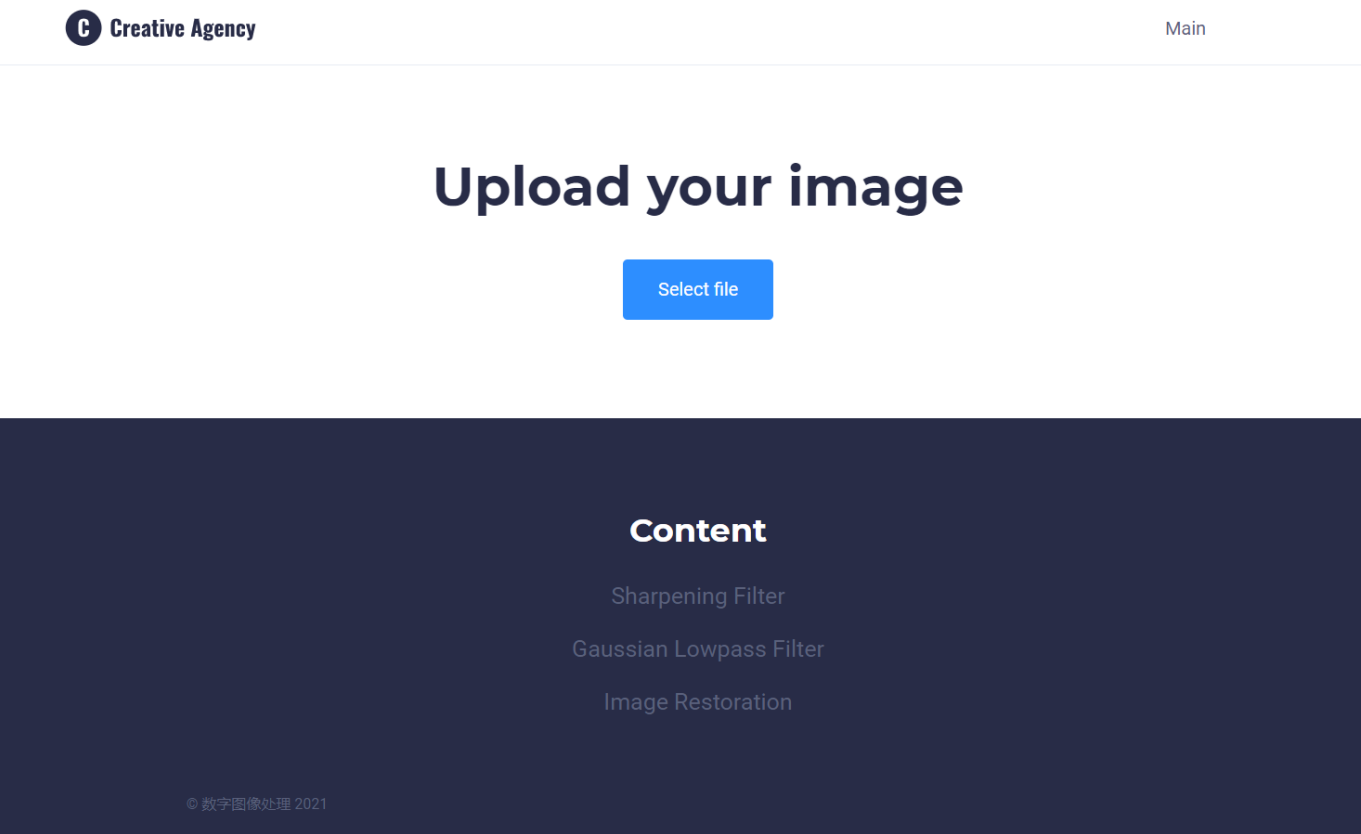 C Creative Agency
Main
Upload your image
Select file
Content
Sharpening Filter
Gaussian Lowpass Filter
Image Restoration
© 数字图像处理 2021